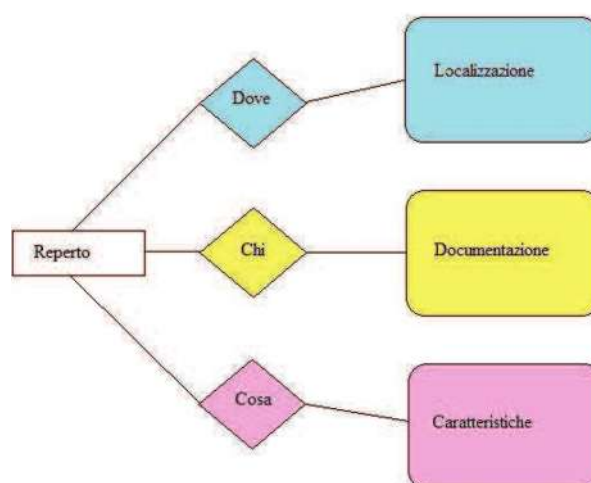 Dove
Localizzazione
Reperto
Chi
Documentazione
Cosa
Caratteristiche